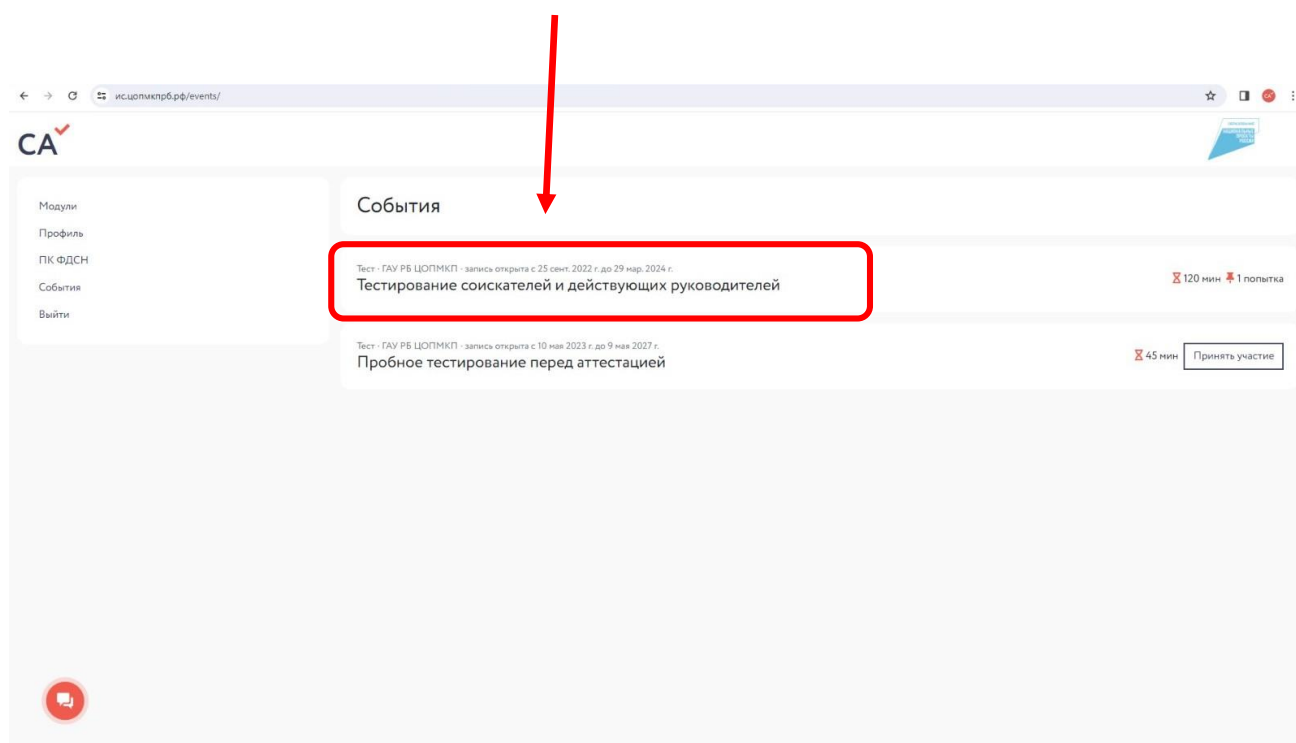 ис.цопмкпрб.рф/events/
СА
Модули
Профиль
ПК ФДСН
События
Выйти
События
Тест - ГАУ РБ ЦОПМКП - запись открыта с 25 сент. 2022 г. до 29 мар. 2024 г.
Тестирование соискателей и действующих руководителей
120 мин 1 попытка
Тест - ГАУ РБ ЦОПМКП - запись открыта с 10 мая 2023 г. до 9 мая 2027 г.
Пробное тестирование перед аттестацией
45 мин Принять участие